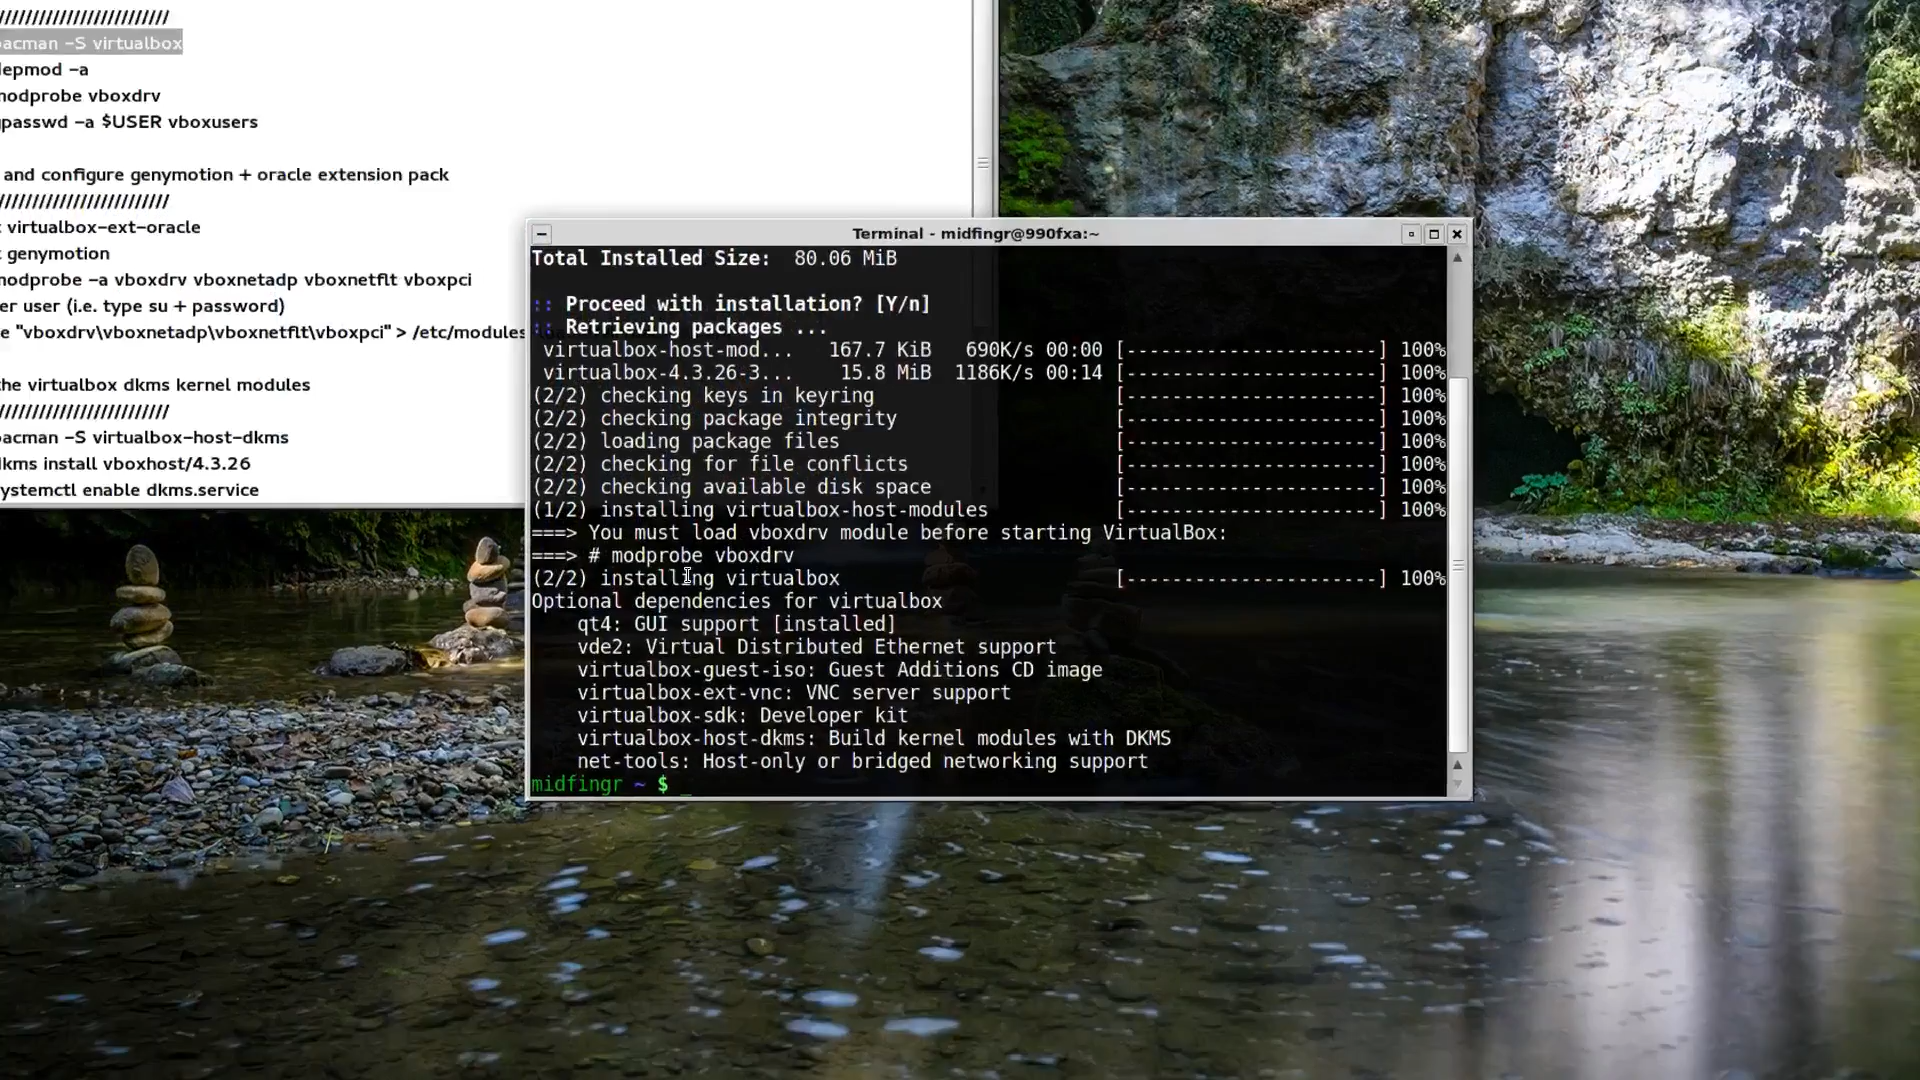 ////////////////////////
pacman -S virtualbox
depmod -a
modprobe vboxdrv
gpasswd -a $USER vboxusers
and configure genymotion + oracle extension pack
////////////////////////
virtualbox-ext-oracle
genymotion
modprobe -a vboxdrv vboxnetadp vboxnetflt vboxpci
er user (i.e. type su + password)
e "vboxdrv\vboxnetadp\vboxnetflt\vboxpci" > /etc/modules
the virtualbox dkms kernel modules
////////////////////////
pacman -S virtualbox-host-dkms
dkms install vboxhost/4.3.26
systemctl enable dkms.service
Terminal - midfingr@990fxa:~
Total Installed Size:  80.06 MiB
:: Proceed with installation? [Y/n]
:: Retrieving packages ...
virtualbox-host-mod...   167.7 KiB   690K/s 00:00 [----------------------] 100%
virtualbox-4.3.26-3...    15.8 MiB  1186K/s 00:14 [----------------------] 100%
(2/2) checking keys in keyring [----------------------] 100%
(2/2) checking package integrity [----------------------] 100%
(2/2) loading package files [----------------------] 100%
(2/2) checking for file conflicts [----------------------] 100%
(2/2) checking available disk space [----------------------] 100%
(1/2) installing virtualbox-host-modules [----------------------] 100%
===> You must load vboxdrv module before starting VirtualBox:
===> # modprobe vboxdrv
(2/2) installing virtualbox [----------------------] 100%
Optional dependencies for virtualbox
qt4: GUI support [installed]
vde2: Virtual Distributed Ethernet support
virtualbox-guest-iso: Guest Additions CD image
virtualbox-ext-vnc: VNC server support
virtualbox-sdk: Developer kit
virtualbox-host-dkms: Build kernel modules with DKMS
net-tools: Host-only or bridged networking support
midfingr ~ $ _